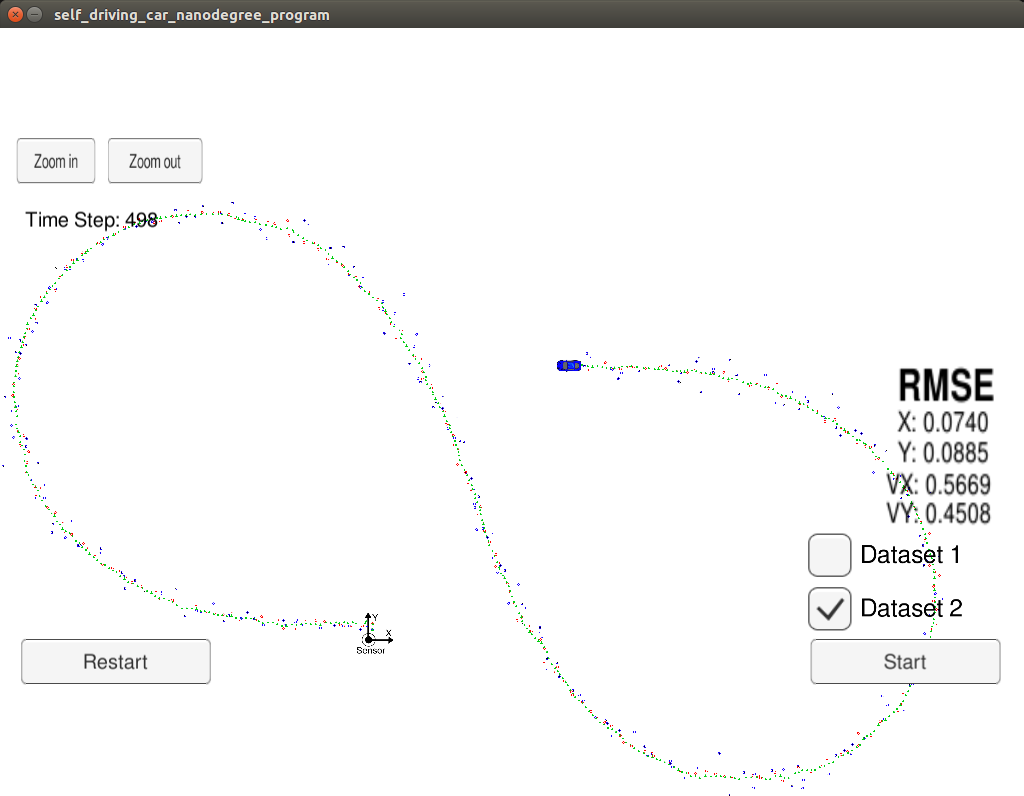 self_driving_car_nanodegree_program
Zoom in
Zoom out
Time Step: 498
RMSE
X: 0.0740
Y: 0.0885
VX: 0.5669
VY: 0.4508
Dataset 1
Dataset 2
Y
X
Sensor
Restart
Start